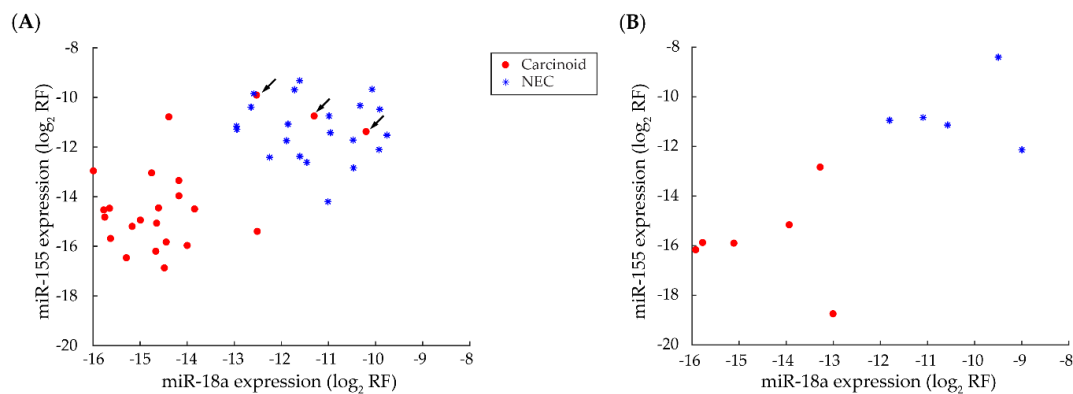 (A)
miR-155 expression (log2 RF)
-8
-10
-12
-14
-16
-18
-20
-16 -15 -14 -13 -12 -11 -10 -9 -8
miR-18a expression (log2 RF)
Carcinoid
NEC
(B)
miR-155 expression (log2 RF)
-8
-10
-12
-14
-16
-18
-20
-16 -15 -14 -13 -12 -11 -10 -9 -8
miR-18a expression (log2 RF)